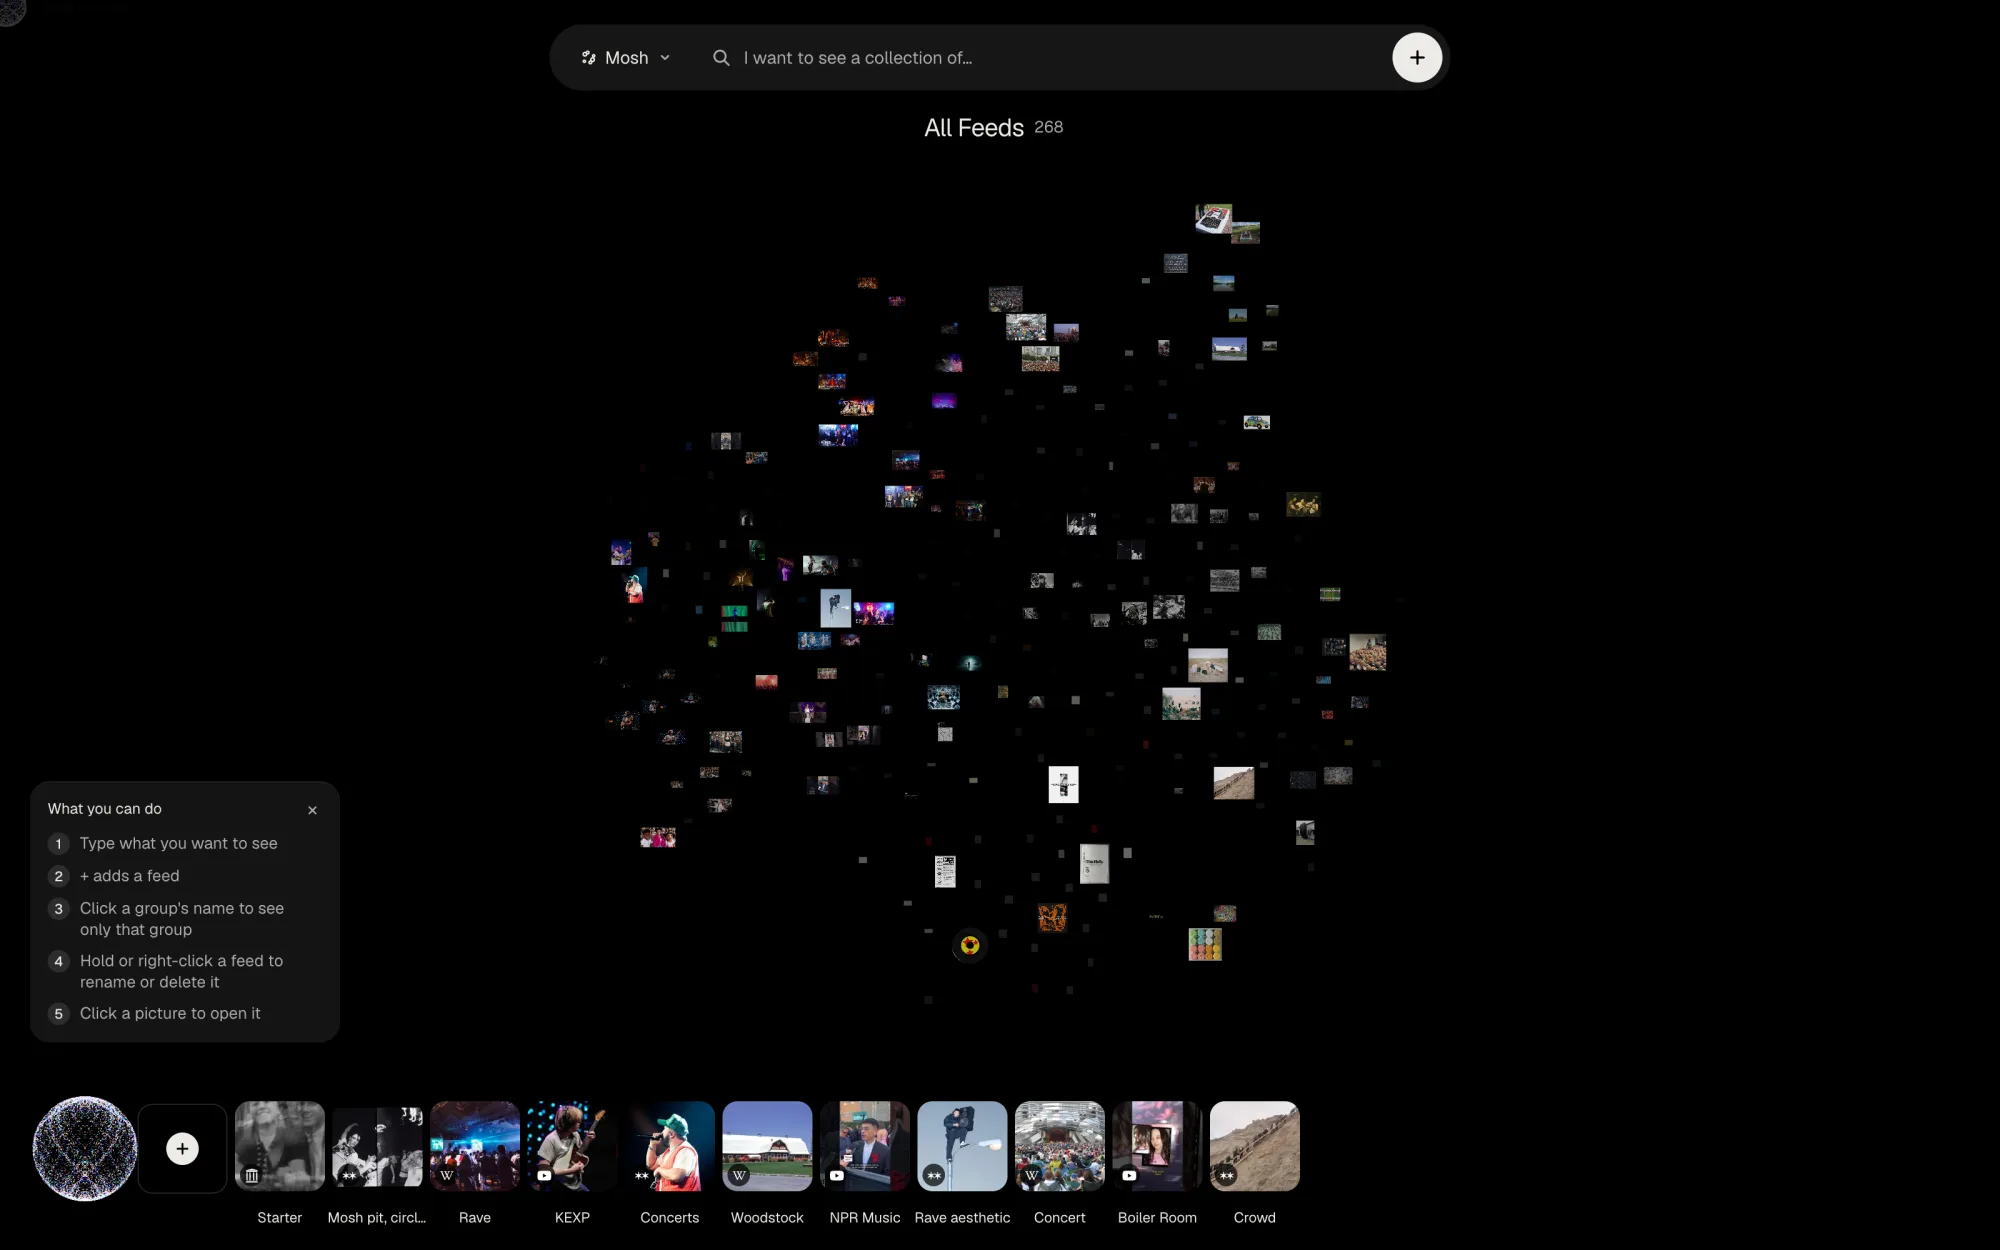 Mosh
I want to see a collection of...
All Feeds 268
What you can do
1 Type what you want to see
2 + adds a feed
3 Click a group's name to see
only that group
4 Hold or right-click a feed to
rename or delete it
5 Click a picture to open it
Starter
Mosh pit, circl...
Rave
KEXP
Concerts
Woodstock
NPR Music
Rave aesthetic
Concert
Boiler Room
Crowd